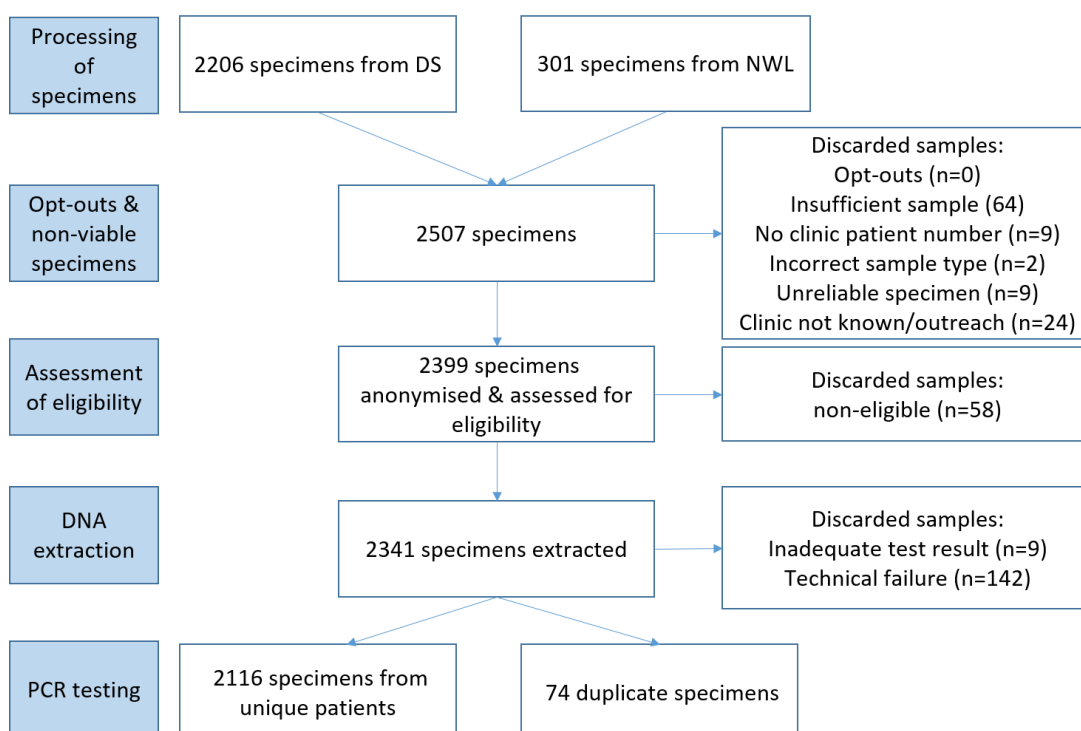 Processing
of
specimens
2206 specimens from DS
301 specimens from NWL
Opt-outs &
non-viable
specimens
2507 specimens
Discarded samples:
Opt-outs (n=0)
Insufficient sample (64)
No clinic patient number (n=9)
Incorrect sample type (n=2)
Unreliable specimen (n=9)
Clinic not known/outreach (n=24)
Assessment
of eligibility
2399 specimens
anonymised & assessed for
eligibility
Discarded samples:
non-eligible (n=58)
DNA
extraction
2341 specimens extracted
Discarded samples:
Inadequate test result (n=9)
Technical failure (n=142)
PCR testing
2116 specimens from
unique patients
74 duplicate specimens